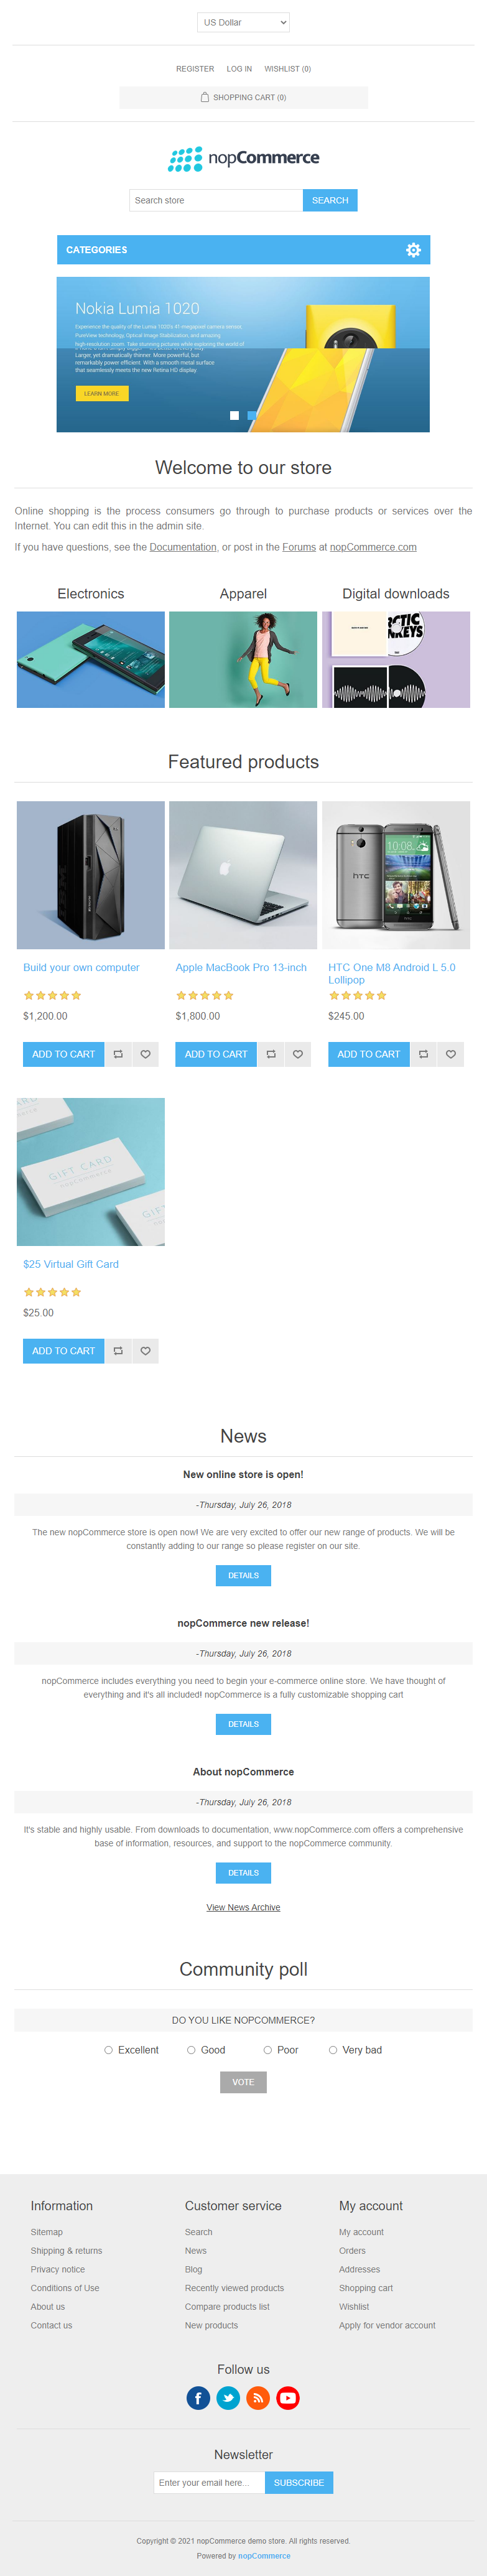 US Dollar
REGISTER LOG IN WISHLIST (0)
SHOPPING CART (0)
nopCommerce
Search store SEARCH
CATEGORIES
Nokia Lumia 1020
Experience the quality of the Lumia 1020's 41 megapixel camera sensor,
PureView technology, Optical Image Stabilization, and amazing
high-resolution zoom. Take stunning pictures while exploring the world of
Larger, yet dramatically thinner. More powerful, but
remarkably power efficient. With a smooth metal surface
that seamlessly meets the new Retina HD display
LEARN MORE
Welcome to our store
Online shopping is the process consumers go through to purchase products or services over the
Internet. You can edit this in the admin site.
If you have questions, see the Documentation, or post in the Forums at nopCommerce.com
Electronics Apparel Digital downloads
Featured products
hTC
10:08
GIFT CARD
nopCommerce
Build your own computer
$1,200.00
ADD TO CART
Apple MacBook Pro 13-inch
$1,800.00
ADD TO CART
HTC One M8 Android L 5.0
Lollipop
$245.00
ADD TO CART
$25 Virtual Gift Card
$25.00
ADD TO CART
News
New online store is open!
-Thursday, July 26, 2018
The new nopCommerce store is open now! We are very excited to offer our new range of products. We will be
constantly adding to our range so please register on our site.
DETAILS
nopCommerce new release!
-Thursday, July 26, 2018
nopCommerce includes everything you need to begin your e-commerce online store. We have thought of
everything and it's all included! nopCommerce is a fully customizable shopping cart
DETAILS
About nopCommerce
-Thursday, July 26, 2018
It's stable and highly usable. From downloads to documentation, www.nopCommerce.com offers a comprehensive
base of information, resources, and support to the nopCommerce community.
DETAILS
View News Archive
Community poll
DO YOU LIKE NOPCOMMERCE?
Excellent Good Poor Very bad
VOTE
Information
Sitemap
Shipping & returns
Privacy notice
Conditions of Use
About us
Contact us
Customer service
Search
News
Blog
Recently viewed products
Compare products list
New products
My account
My account
Orders
Addresses
Shopping cart
Wishlist
Apply for vendor account
Follow us
Newsletter
Enter your email here... SUBSCRIBE
Copyright © 2021 nopCommerce demo store. All rights reserved.
Powered by nopCommerce